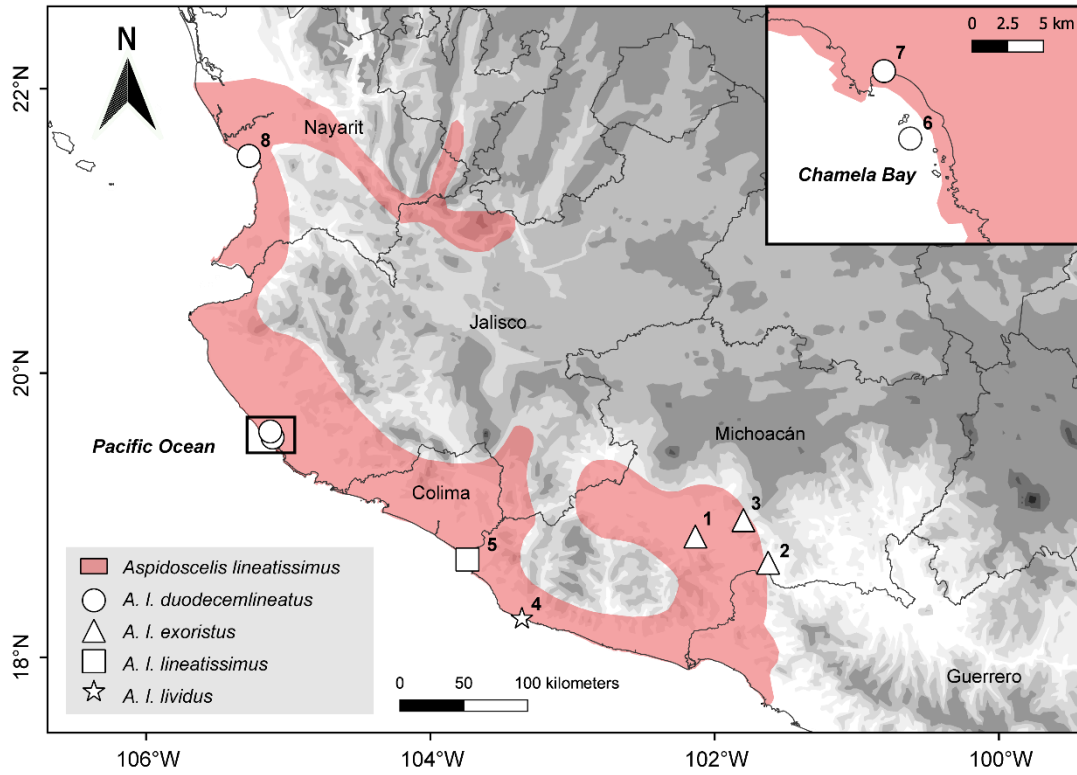 N
22°N
20°N
18°N
106°W
104°W
102°W
100°W
0 2.5 5 km
7
6
Chamela Bay
Nayarit
8
Jalisco
Pacific Ocean
Michoacán
Colima
3
1
2
5
4
Guerrero
Aspidoscelis lineatissimus
A. l. duodecemlineatus
A. l. exoristus
A. l. lineatissimus
A. l. lividus
0 50 100 kilometers